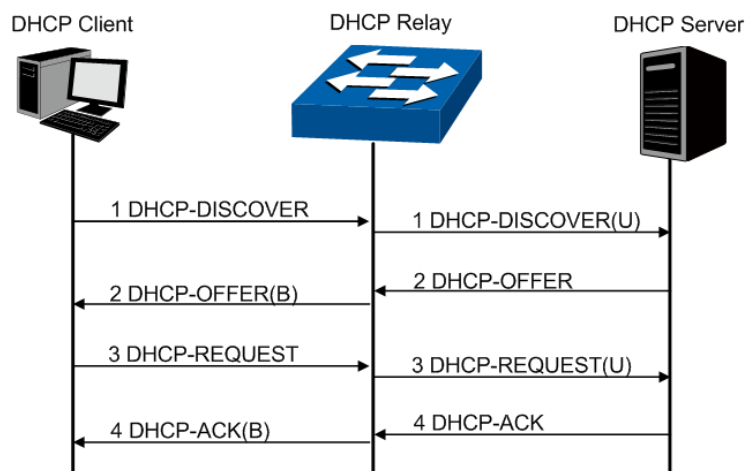 DHCP Client
DHCP Relay
DHCP Server
1 DHCP-DISCOVER
1 DHCP-DISCOVER(U)
2 DHCP-OFFER
2 DHCP-OFFER(B)
3 DHCP-REQUEST
3 DHCP-REQUEST(U)
4 DHCP-ACK
4 DHCP-ACK(B)